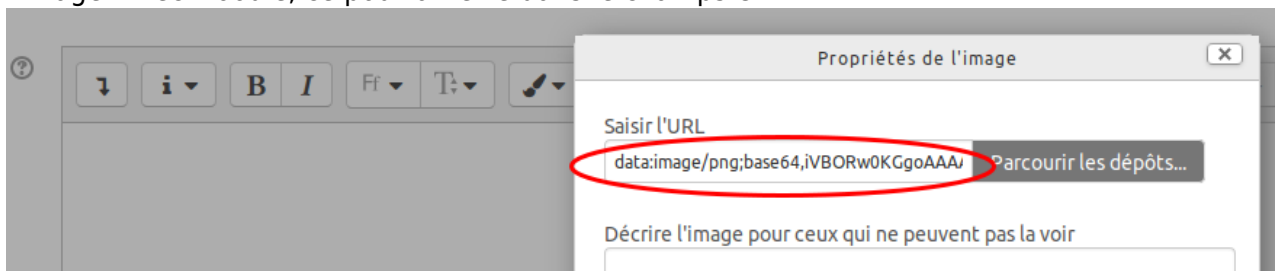 Propriétés de l'image
B I Ff T
Saisir l'URL
data:image/png;base64,iVBORw0KGgoAAA
Parcourir les dépôts...
Décrire l'image pour ceux qui ne peuvent pas la voir